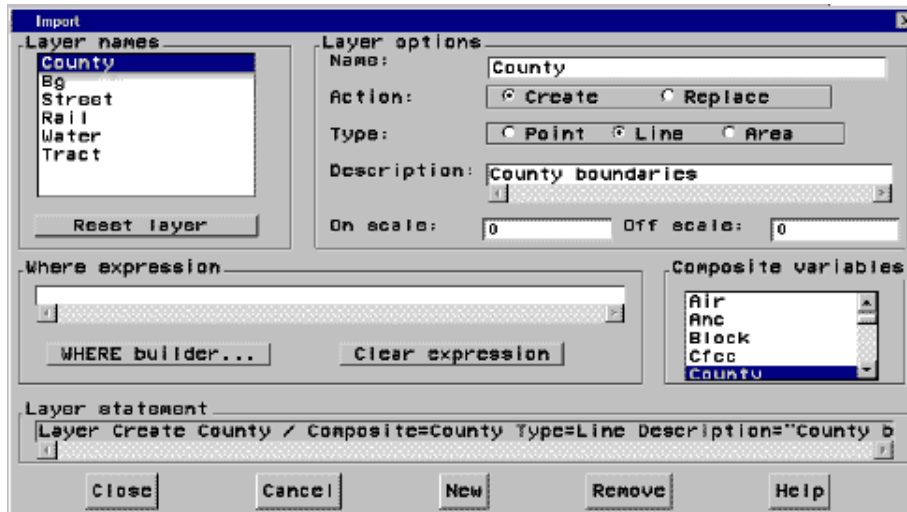 Import
Layer names
County
Bg
Street
Rail
Water
Tract
Reset layer
Layer options
Name: County
Action: Create Replace
Type: Point Line Area
Description: County boundaries
On scale: 0 Off scale: 0
Where expression
WHERE builder... Clear expression
Composite variables
Air
Anc
Block
Cfcc
County
Layer statement
Layer Create County / Composite=County Type=Line Description="County b
Close Cancel New Remove Help